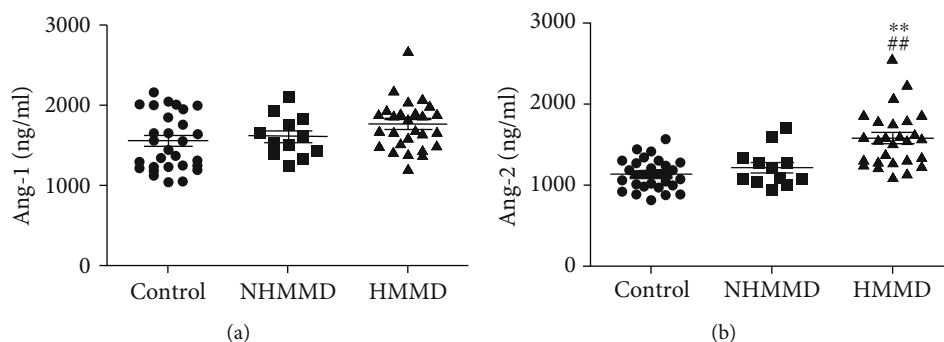 3000
2000
1000
0
Ang-1 (ng/ml)
Control NHMMD HMMD
(a)
3000
2000
1000
0
Ang-2 (ng/ml)
**
##
Control NHMMD HMMD
(b)